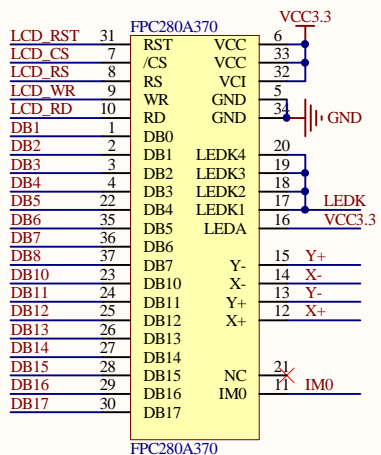 FPC280A370
VCC3.3
LCD_RST 31 RST VCC 6
LCD_CS 7 /CS VCC 33
LCD_RS 8 RS VCI 32
LCD_WR 9 WR GND 5
LCD_RD 10 RD GND 34 GND
DB1 1 DB0
DB2 2 DB1 LEDK4 20
DB3 3 DB2 LEDK3 19
DB4 4 DB3 LEDK2 18
DB5 22 DB4 LEDK1 17 LEDK
DB6 35 DB5 LEDA 16 VCC3.3
DB7 36 DB6
DB8 37 DB7 Y- 15 Y+
DB10 23 DB10 X- 14 X-
DB11 24 DB11 Y+ 13 Y-
DB12 25 DB12 X+ 12 X+
DB13 26 DB13
DB14 27 DB14
DB15 28 DB15 NC 21
DB16 29 DB16 IM0 11 IM0
DB17 30 DB17
FPC280A370